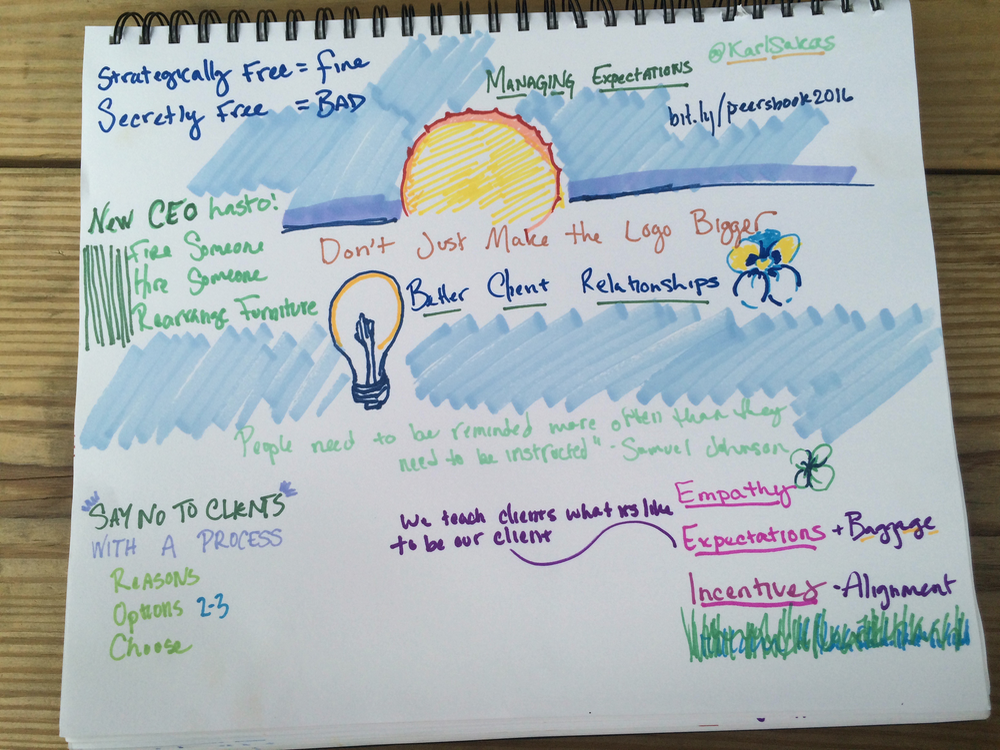 Strategically Free = fine
Secretly Free = BAD
Managing Expectations
@KarlSakas
bit.ly/peersbook2016
New CEO has to:
Fire Someone
Hire Someone
Rearrange Furniture
Don't Just Make the Logo Bigger
Better Client Relationships
People need to be reminded more often than they
need to be instructed" - Samuel Johnson
"SAY NO TO CLIENTS"
WITH A PROCESS
Reasons
Options 2-3
Choose
We teach clients what its like
to be our client
Empathy
Expectations + Baggage
Incentives - Alignment